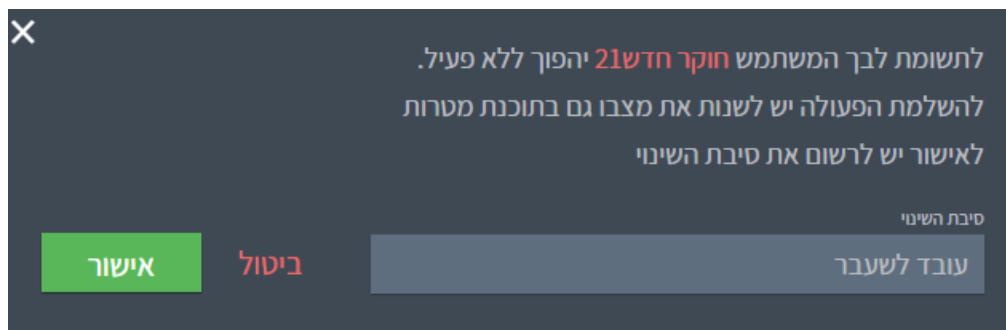 לתשומת לבך המשתמש חוקר חדש21 יהפוך ללא פעיל.
להשלמת הפעולה יש לשנות את מצבו גם בתוכנת מטרות
לאישור יש לרשום את סיבת השינוי
סיבת השינוי
עובד לשעבר
ביטול
אישור